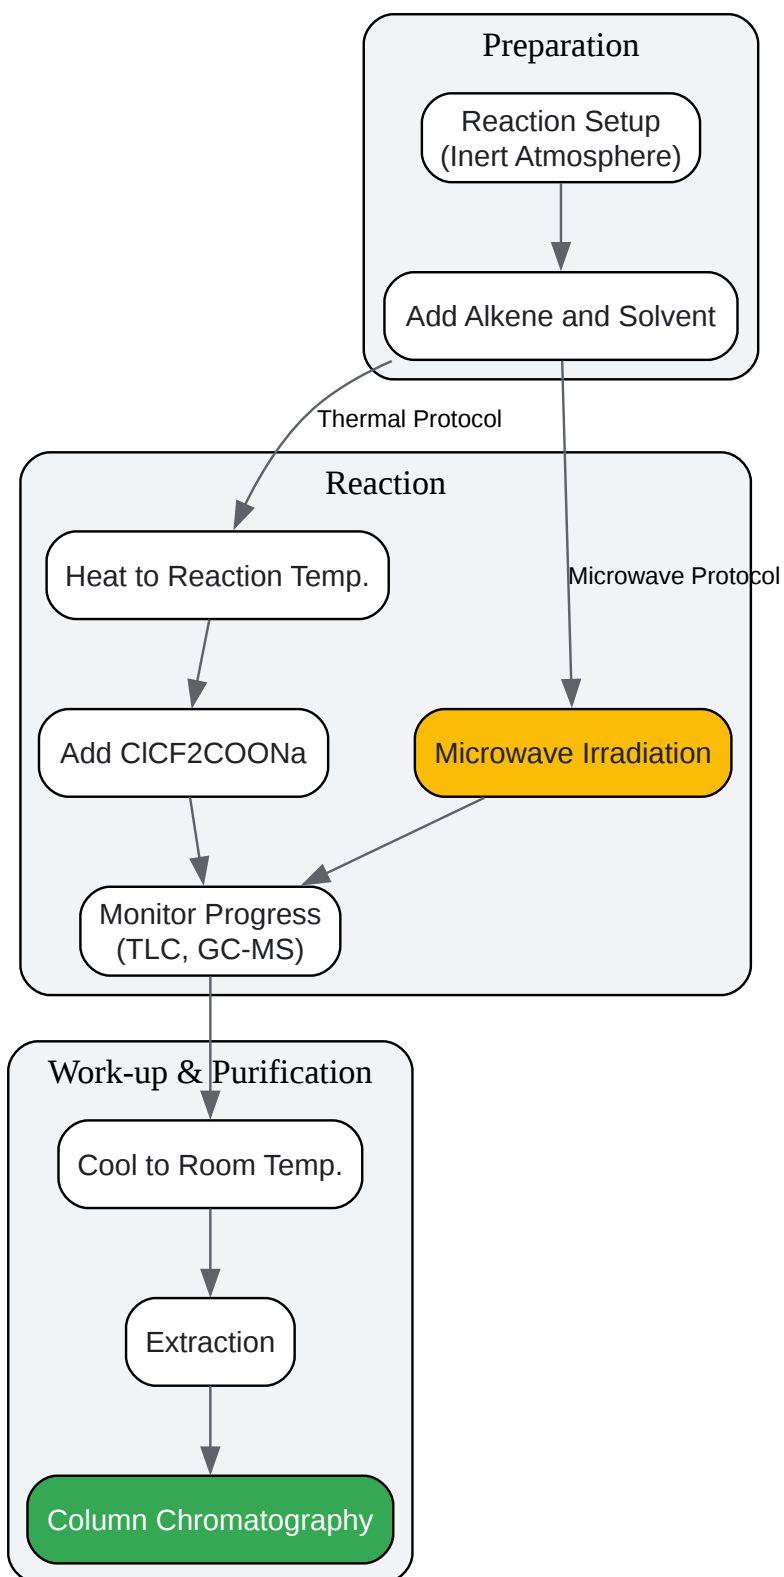 Preparation
Reaction Setup
(Inert Atmosphere)
Add Alkene and Solvent
Thermal Protocol
Reaction
Heat to Reaction Temp.
Microwave Protocol
Add ClCF2COONa
Microwave Irradiation
Monitor Progress
(TLC, GC-MS)
Work-up & Purification
Cool to Room Temp.
Extraction
Column Chromatography